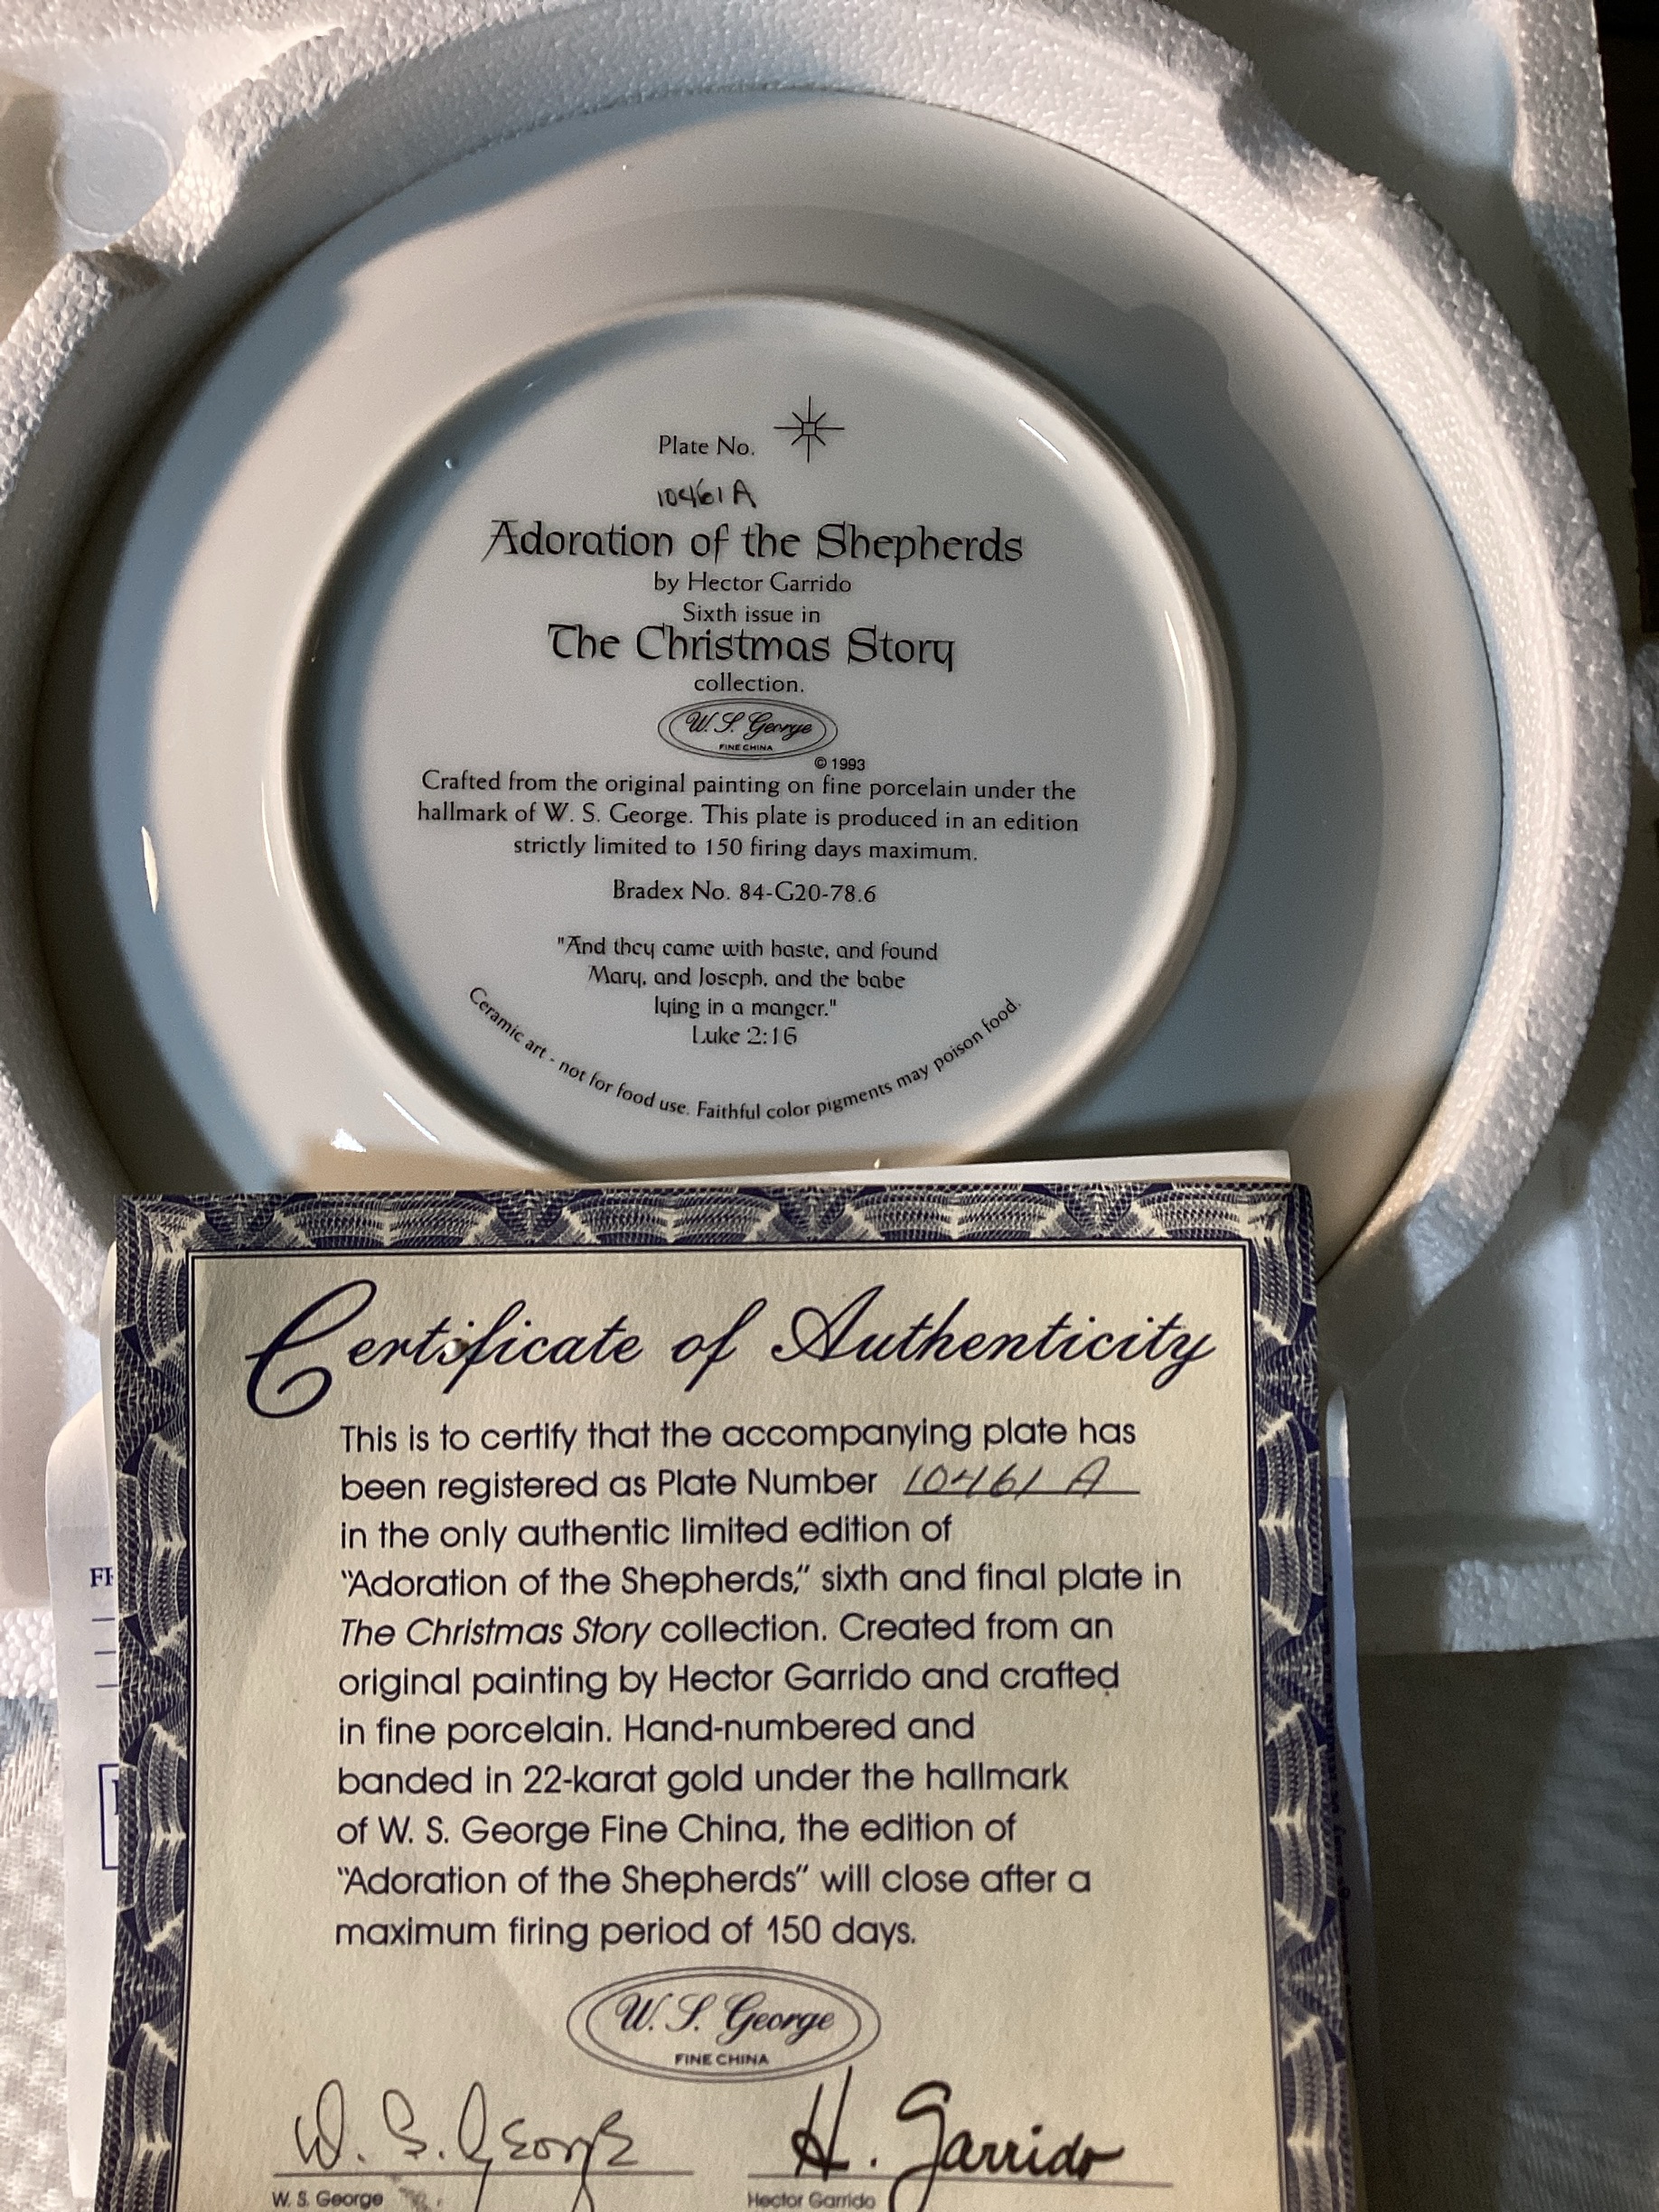 Plate No.
10461A
Adoration of the Shepherds
by Hector Garrido
Sixth issue in
The Christmas Story
collection.
W. S. George
FINE CHINA
© 1993
Crafted from the original painting on fine porcelain under the
hallmark of W. S. George. This plate is produced in an edition
strictly limited to 150 firing days maximum.
Bradex No. 84-G20-78.6
"And they came with haste, and found
Mary, and Joseph, and the babe
lying in a manger."
Luke 2:16
Ceramic art - not for food use. Faithful color pigments may poison food.
Certificate of Authenticity
This is to certify that the accompanying plate has
been registered as Plate Number 10461 A
in the only authentic limited edition of
“Adoration of the Shepherds,” sixth and final plate in
The Christmas Story collection. Created from an
original painting by Hector Garrido and crafted
in fine porcelain. Hand-numbered and
banded in 22-karat gold under the hallmark
of W. S. George Fine China, the edition of
“Adoration of the Shepherds” will close after a
maximum firing period of 150 days.
W. S. George
FINE CHINA
W. S. George H. Garrido
W. S. George Hector Garrido